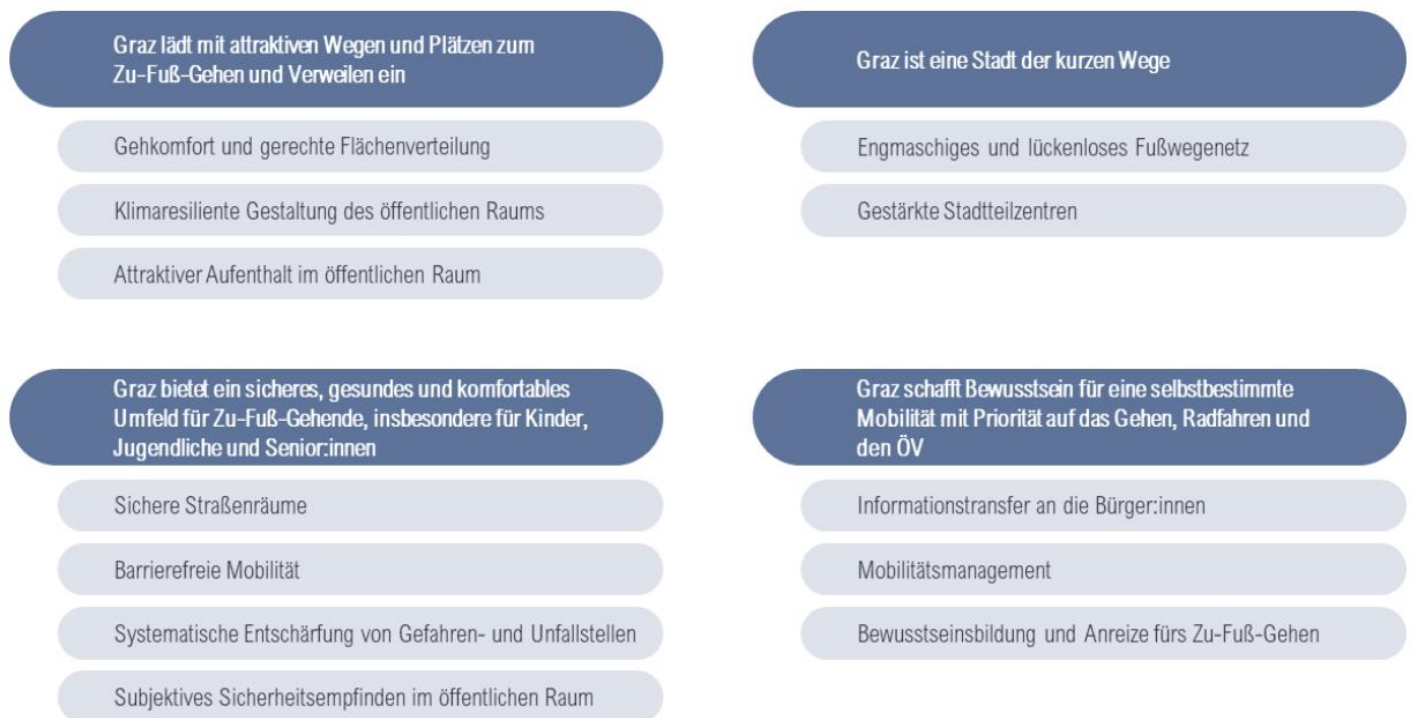 Graz lädt mit attraktiven Wegen und Plätzen zum
Zu-Fuß-Gehen und Verweilen ein
Gehkomfort und gerechte Flächenverteilung
Klimaresiliente Gestaltung des öffentlichen Raums
Attraktiver Aufenthalt im öffentlichen Raum
Graz ist eine Stadt der kurzen Wege
Engmaschiges und lückenloses Fußwegenetz
Gestärkte Stadtteilzentren
Graz bietet ein sicheres, gesundes und komfortables
Umfeld für Zu-Fuß-Gehende, insbesondere für Kinder,
Jugendliche und Senior:innen
Sichere Straßenräume
Barrierefreie Mobilität
Systematische Entschärfung von Gefahren- und Unfallstellen
Subjektives Sicherheitsempfinden im öffentlichen Raum
Graz schafft Bewusstsein für eine selbstbestimmte
Mobilität mit Priorität auf das Gehen, Radfahren und
den ÖV
Informationstransfer an die Bürger:innen
Mobilitätsmanagement
Bewusstseinsbildung und Anreize fürs Zu-Fuß-Gehen